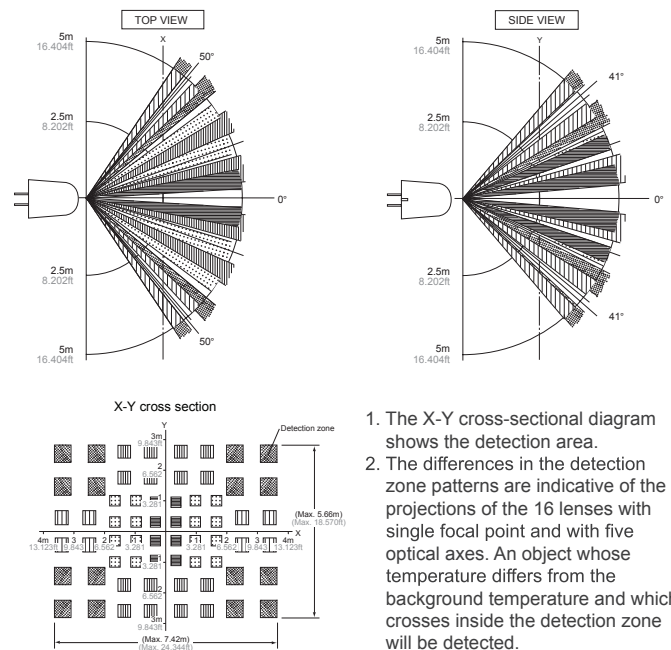 TOP VIEW
5m
16.404ft
X
50°
2.5m
8.202ft
0°
2.5m
8.202ft
50°
5m
16.404ft
SIDE VIEW
5m
16.404ft
Y
41°
2.5m
8.202ft
0°
2.5m
8.202ft
41°
5m
16.404ft
X-Y cross section
Y
3m
9.843ft
Detection zone
2
6.562
1
3.281
(Max. 5.66m)
(Max. 18.570ft)
X
4m 3 2 1 1 2 3 4m
13.123ft 9.843 6.562 3.281 3.281 6.562 9.843 13.123ft
1
3.281
2
6.562
3m
9.843ft
(Max. 7.42m)
(Max. 24.344ft)
1. The X-Y cross-sectional diagram
shows the detection area.
2. The differences in the detection
zone patterns are indicative of the
projections of the 16 lenses with
single focal point and with five
optical axes. An object whose
temperature differs from the
background temperature and which
crosses inside the detection zone
will be detected.